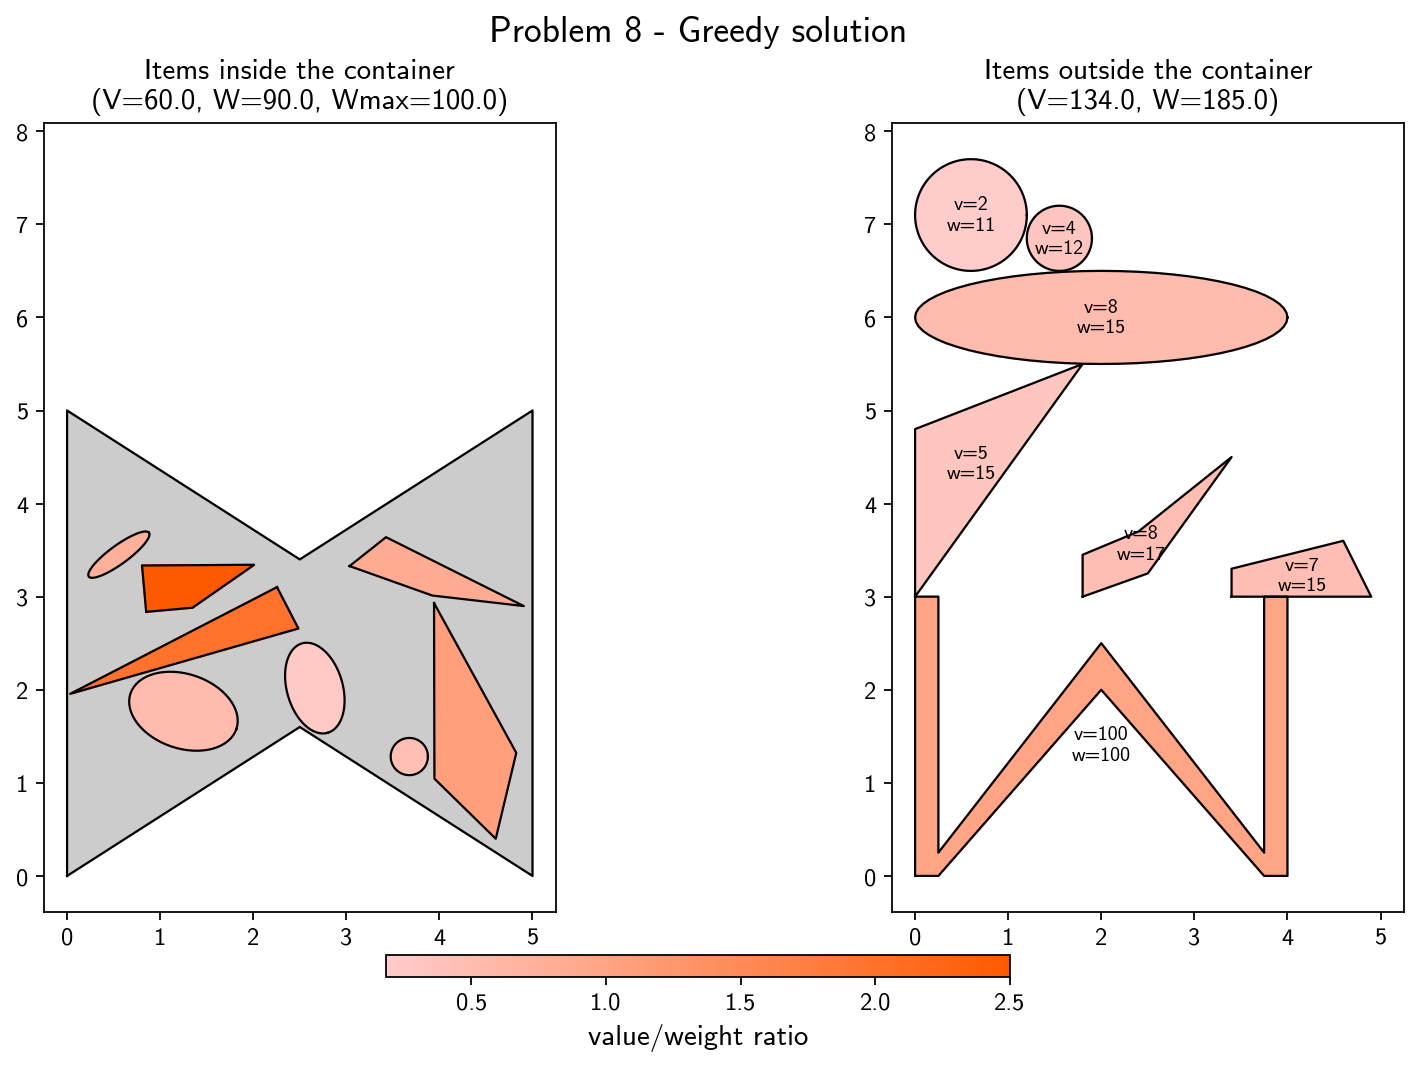 Problem 8 - Greedy solution
Items inside the container
(V=60.0, W=90.0, Wmax=100.0)
8
7
6
5
4
3
2
1
0
0 1 2 3 4 5
Items outside the container
(V=134.0, W=185.0)
8
7
6
5
4
3
2
1
0
v=2
w=11
v=4
w=12
v=8
w=15
v=5
w=15
v=8
w=17
v=7
w=15
v=100
w=100
0 1 2 3 4 5
0.5 1.0 1.5 2.0 2.5
value/weight ratio